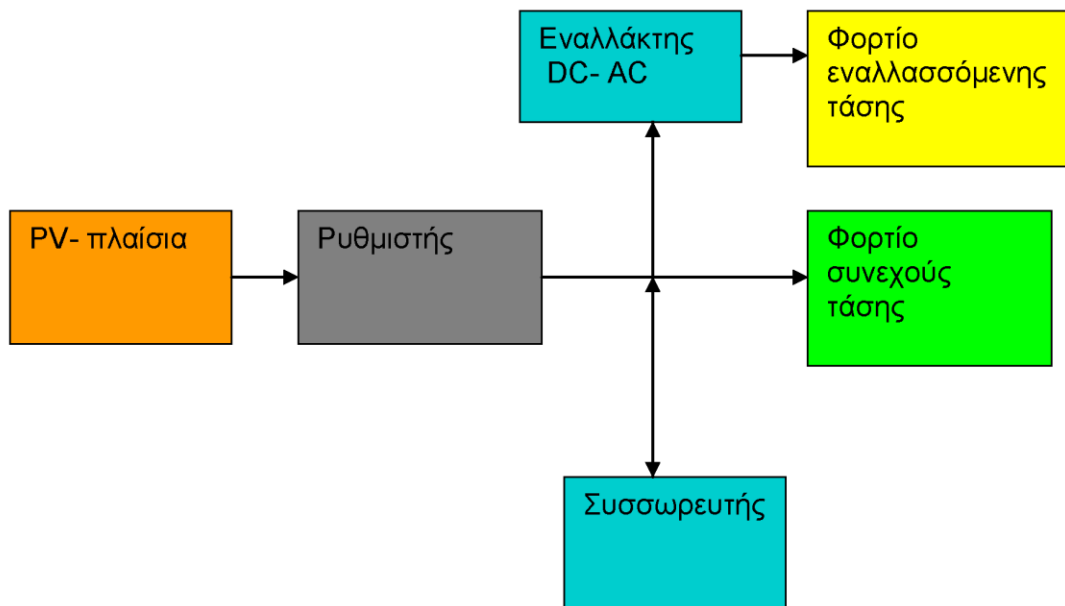 Εναλλάκτης
DC- AC
Φορτίο
εναλλασσόμενης
τάσης
PV- πλαίσια
Ρυθμιστής
Φορτίο
συνεχούς
τάσης
Συσσωρευτής